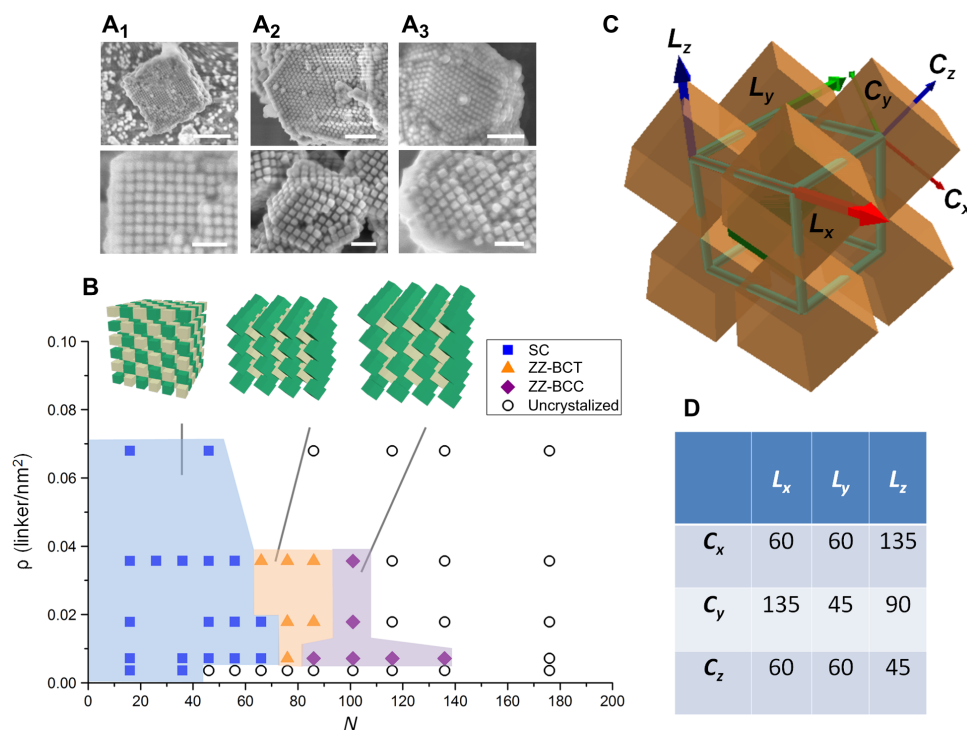 A1 A2 A3
C
Lz
Ly
Cy
Cz
Cx
Lx
B
0.10
0.08
0.06
0.04
0.02
0.00
ρ (linker/nm²)
SC
ZZ-BCT
ZZ-BCC
Uncrystalized
0 20 40 60 80 100 120 140 160 180 200
N
D
Lx Ly Lz
Cx 60 60 135
Cy 135 45 90
Cz 60 60 45